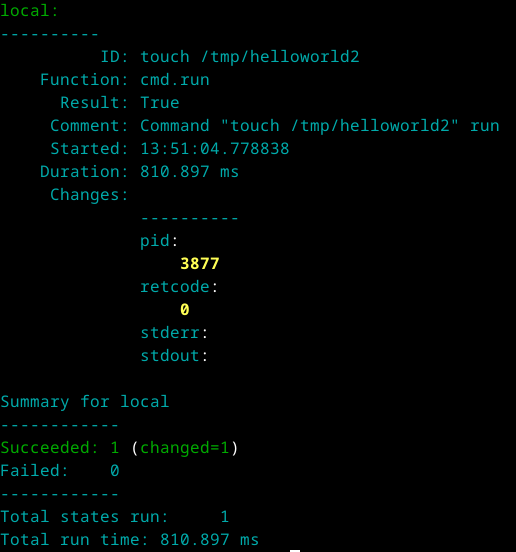 local:
----------
          ID: touch /tmp/helloworld2
    Function: cmd.run
      Result: True
     Comment: Command "touch /tmp/helloworld2" run
     Started: 13:51:04.778838
    Duration: 810.897 ms
     Changes:
              ----------
              pid:
                  3877
              retcode:
                  0
              stderr:
              stdout:

Summary for local
------------
Succeeded: 1 (changed=1)
Failed:    0
------------
Total states run:     1
Total run time: 810.897 ms